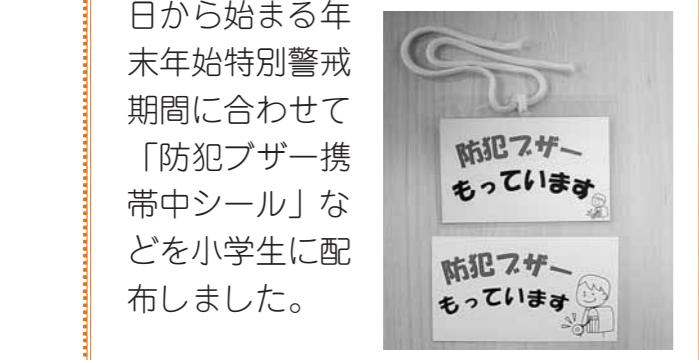 日から始まる年
末年始特別警戒
期間に合わせて
「防犯ブザー携
帯中シール」な
どを小学生に配
布しました。
防犯ブザー
もっています
防犯ブザー
もっています